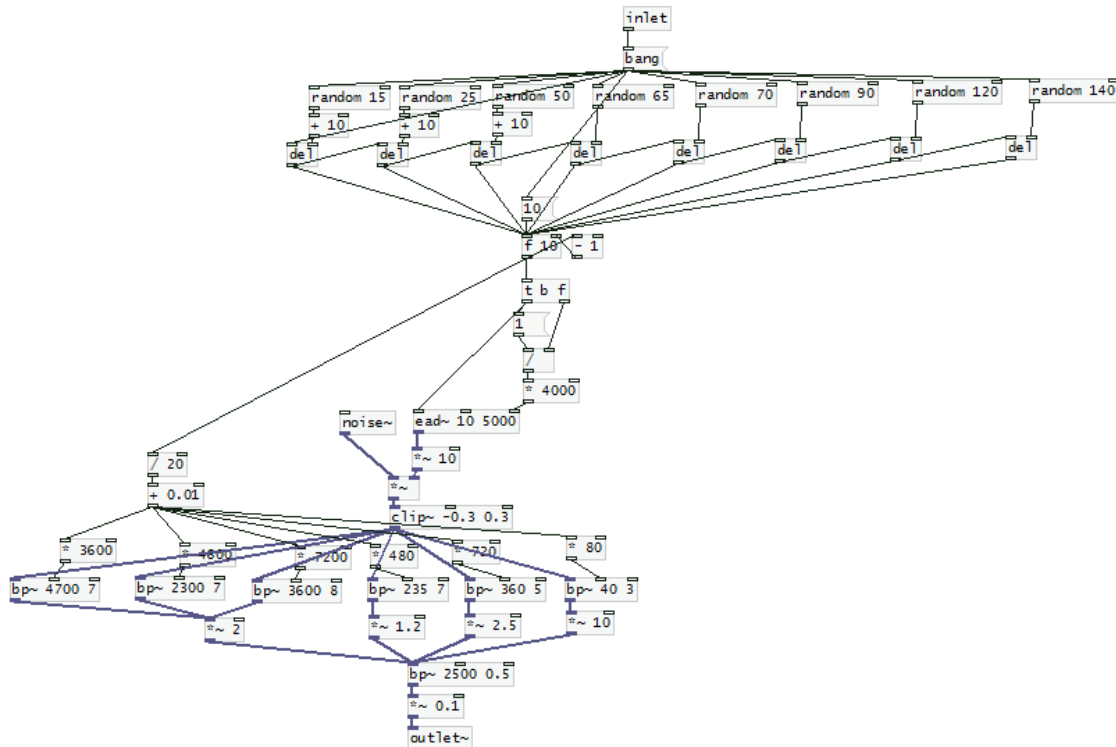 inlet
bang
random 15
random 25
random 50
random 65
random 70
random 90
random 120
random 140
+ 10
+ 10
+ 10
del
del
del
del
del
del
del
del
10
f 10
- 1
t b f
1
/
* 4000
noise~
ead~ 10 5000
*~ 10
/ 20
*~
+ 0.01
clip~ -0.3 0.3
* 3600
* 4800
* 7200
* 480
* 720
* 80
bp~ 4700 7
bp~ 2300 7
bp~ 3600 8
bp~ 235 7
bp~ 360 5
bp~ 40 3
*~ 2
*~ 1.2
*~ 2.5
*~ 10
bp~ 2500 0.5
*~ 0.1
outlet~